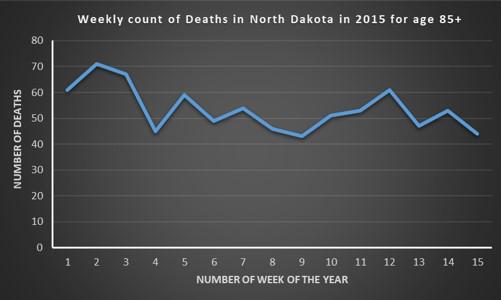 Weekly count of Deaths in North Dakota in 2015 for age 85+
80
70
60
50
40
30
20
10
0
NUMBER OF DEATHS
1 2 3 4 5 6 7 8 9 10 11 12 13 14 15
NUMBER OF WEEK OF THE YEAR